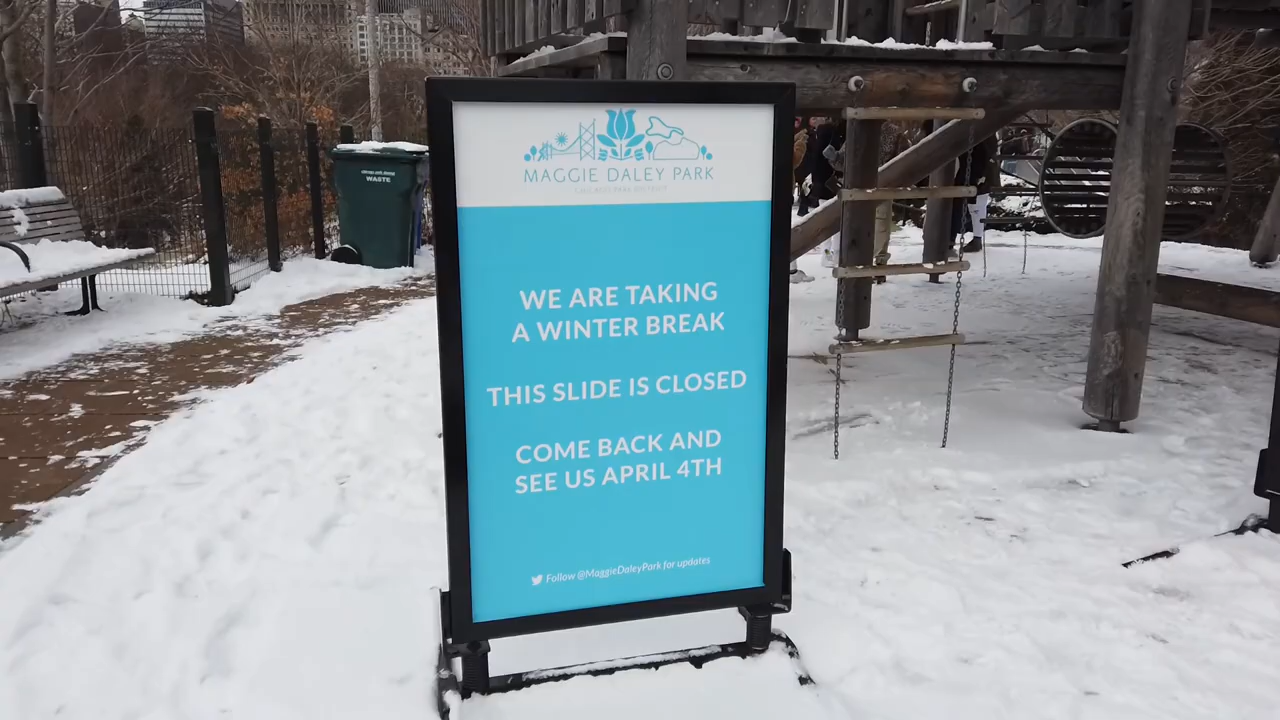 MAGGIE DALEY PARK
CHICAGO PARK DISTRICT
WE ARE TAKING
A WINTER BREAK
THIS SLIDE IS CLOSED
COME BACK AND
SEE US APRIL 4TH
Follow @MaggieDaleyPark for updates
WASTE